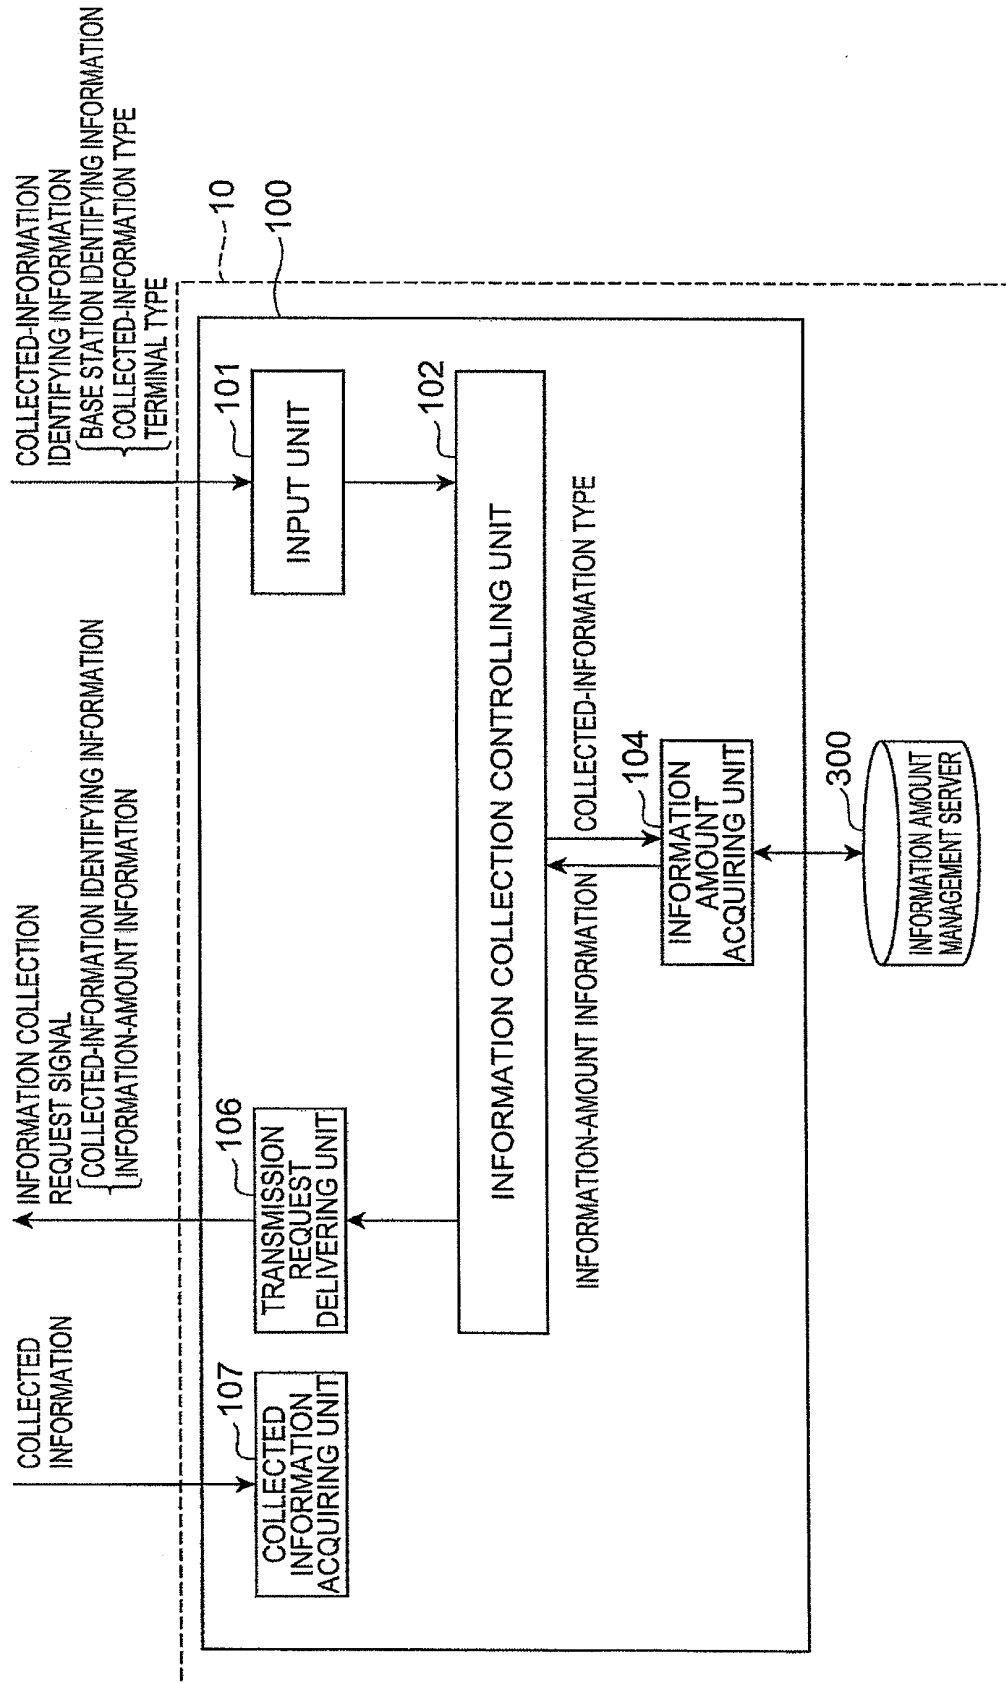 COLLECTED
INFORMATION
INFORMATION COLLECTION
REQUEST SIGNAL
COLLECTED-INFORMATION IDENTIFYING INFORMATION
INFORMATION-AMOUNT INFORMATION
COLLECTED-INFORMATION
IDENTIFYING INFORMATION
BASE STATION IDENTIFYING INFORMATION
COLLECTED-INFORMATION TYPE
TERMINAL TYPE
10
100
107
COLLECTED
INFORMATION
ACQUIRING UNIT
106
TRANSMISSION
REQUEST
DELIVERING UNIT
101
INPUT UNIT
102
INFORMATION COLLECTION CONTROLLING UNIT
INFORMATION-AMOUNT INFORMATION
COLLECTED-INFORMATION TYPE
104
INFORMATION
AMOUNT
ACQUIRING UNIT
300
INFORMATION AMOUNT
MANAGEMENT SERVER